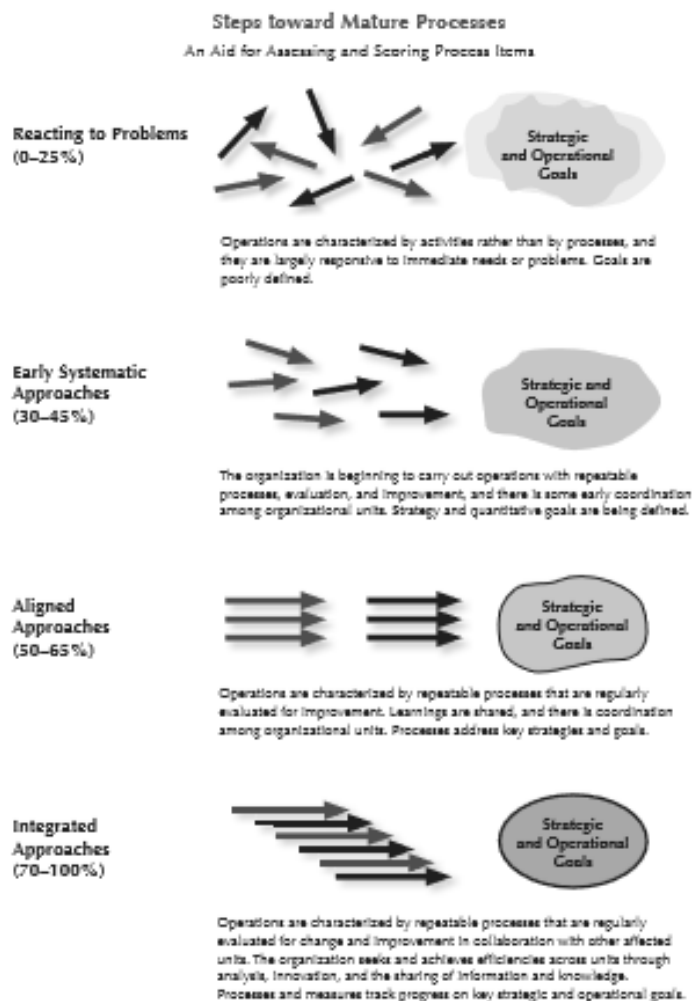 Steps toward Mature Processes
An Aid for Assessing and Scoring Process Items
Reacting to Problems
(0–25%)
Strategic
and Operational
Goals
Operations are characterized by activities rather than by processes, and
they are largely responsive to immediate needs or problems. Goals are
poorly defined.
Early Systematic
Approaches
(30–45%)
Strategic and
Operational
Goals
The organization is beginning to carry out operations with repeatable
processes, evaluation, and improvement, and there is some early coordination
among organizational units. Strategy and quantitative goals are being defined.
Aligned
Approaches
(50–65%)
Strategic
and Operational
Goals
Operations are characterized by repeatable processes that are regularly
evaluated for improvement. Learnings are shared, and there is coordination
among organizational units. Processes address key strategies and goals.
Integrated
Approaches
(70–100%)
Strategic
and Operational
Goals
Operations are characterized by repeatable processes that are regularly
evaluated for change and improvement in collaboration with other affected
units. The organization seeks and achieves efficiencies across units through
analysis, innovation, and the sharing of information and knowledge.
Processes and measures track progress on key strategic and operational goals.